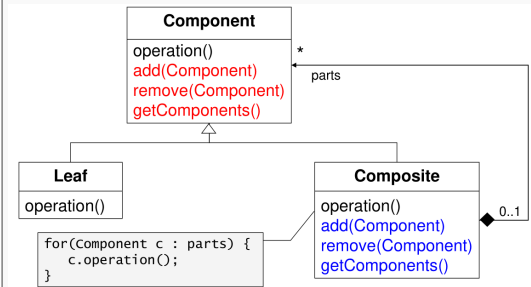 Component
operation()
add(Component)
remove(Component)
getComponents()
*
parts
Leaf
operation()
Composite
operation()
add(Component)
remove(Component)
getComponents()
0..1
for(Component c : parts) {
c.operation();
}